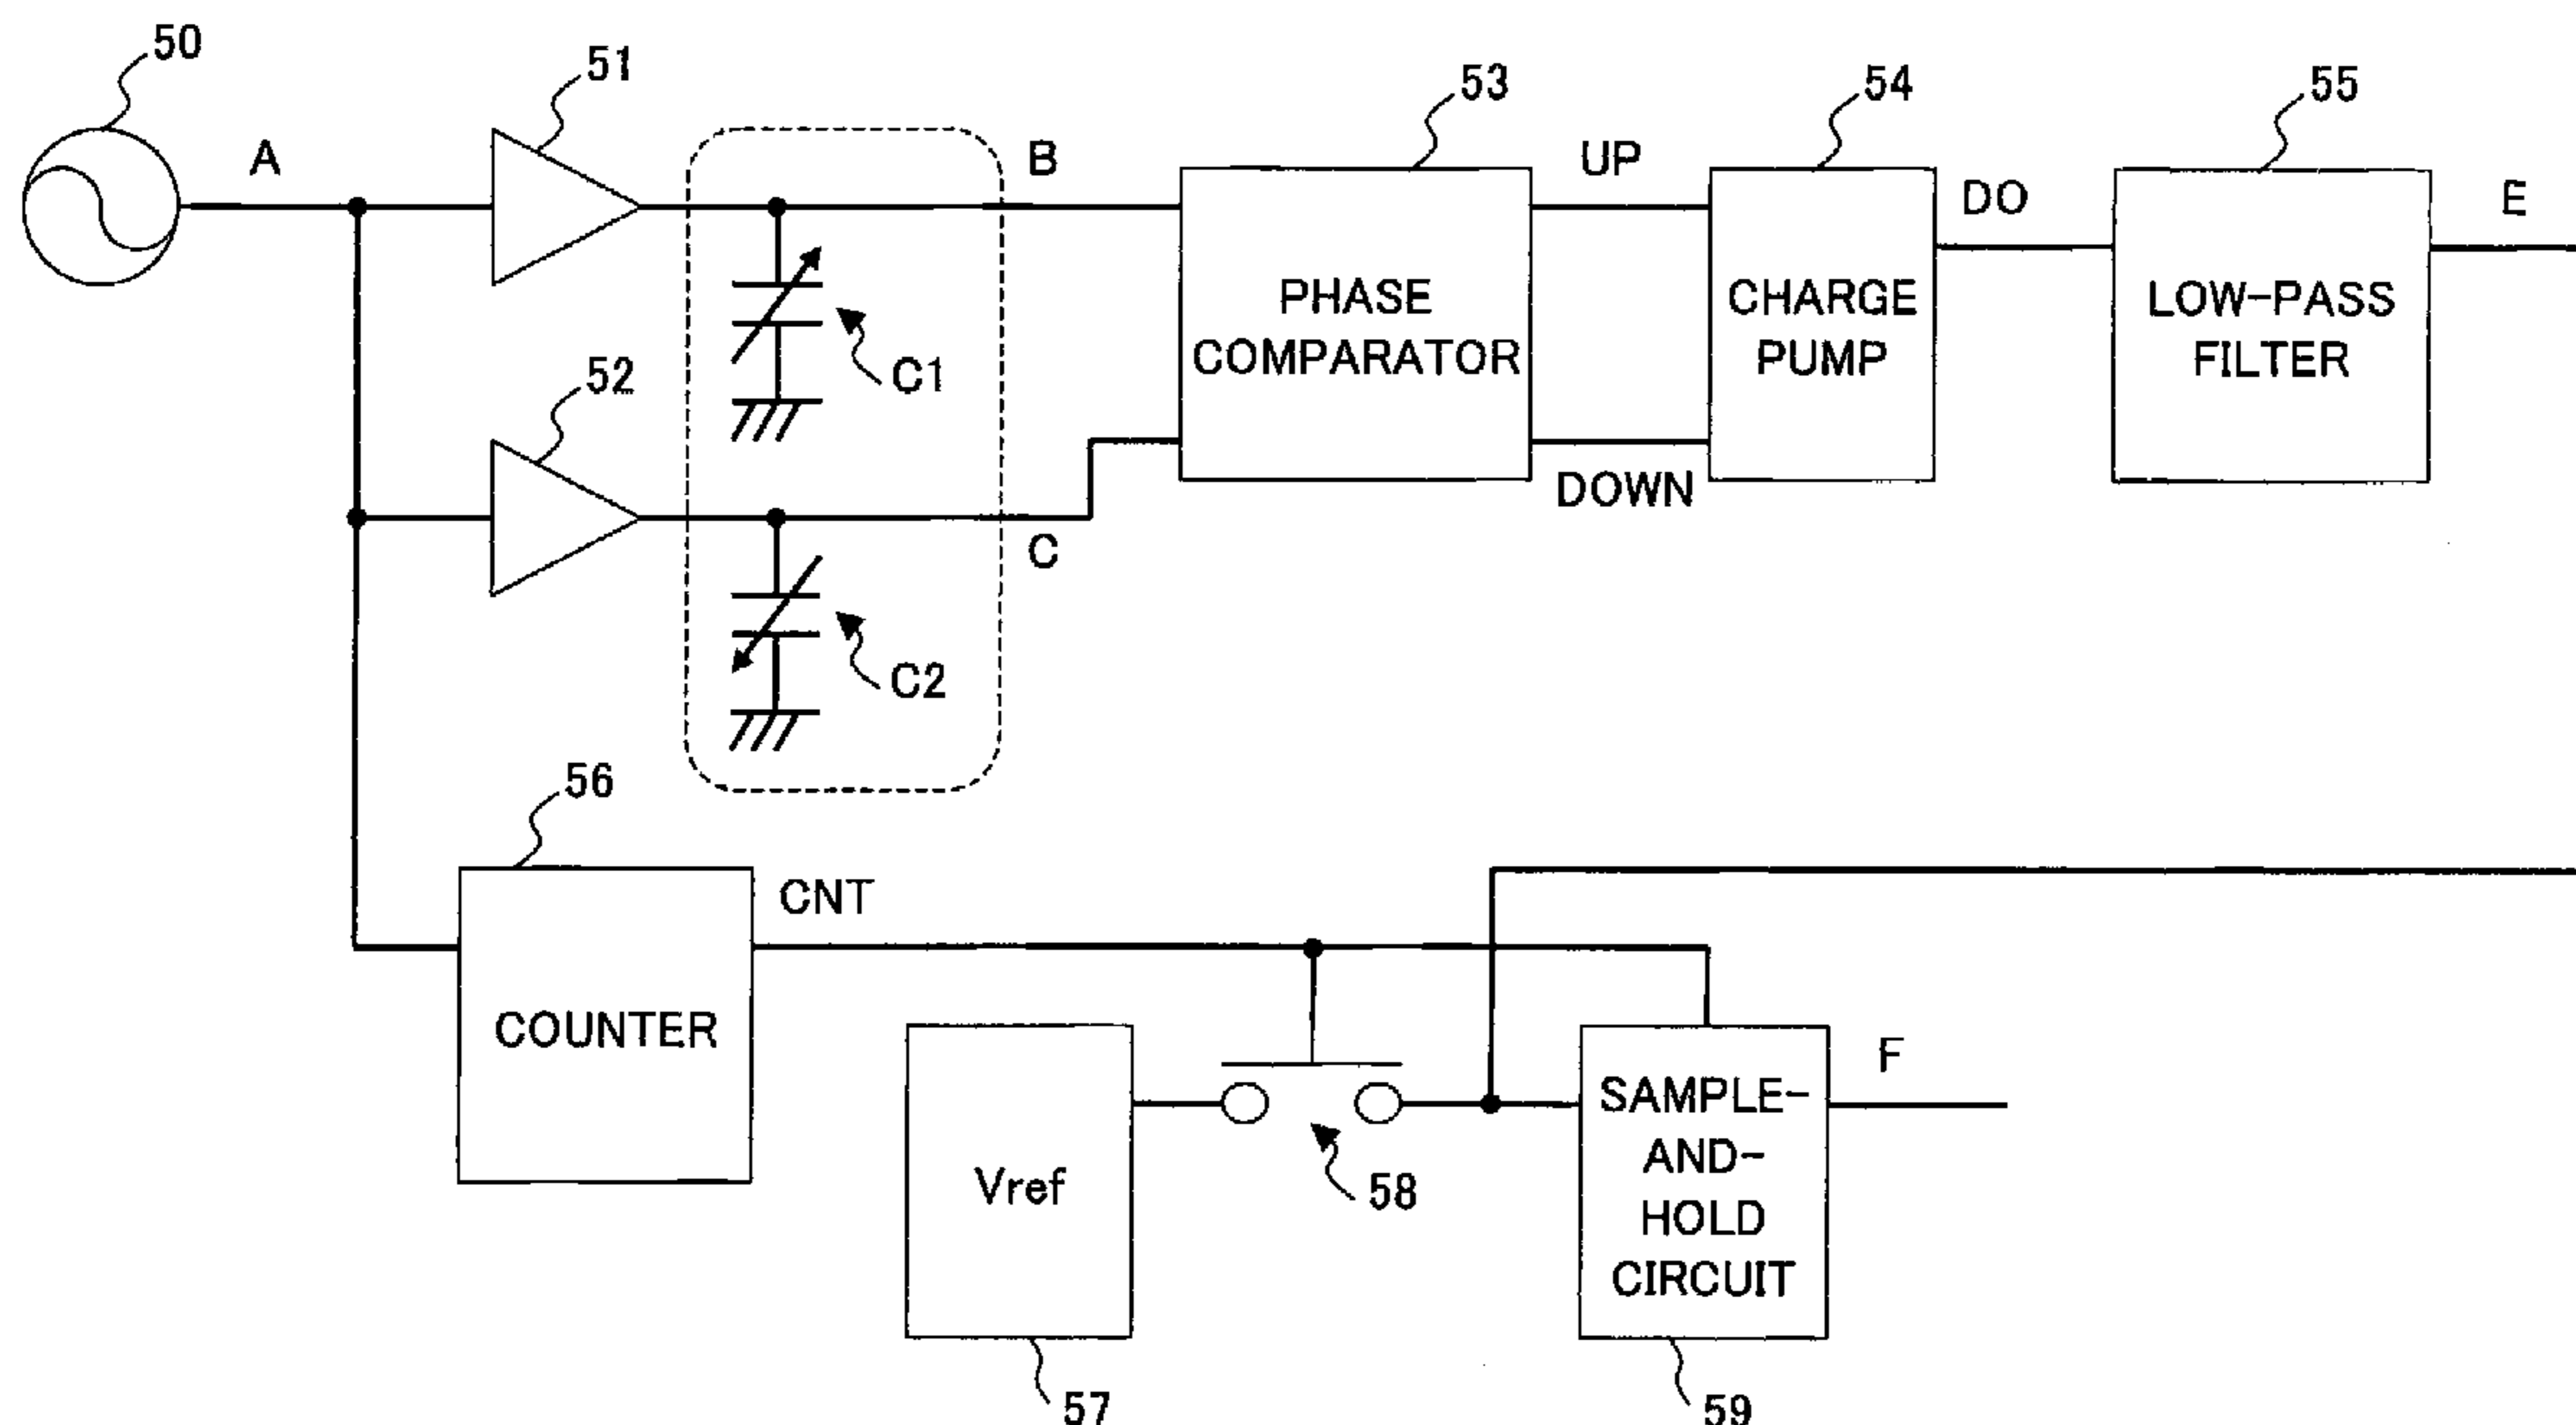 50
51
A
B
53
UP
54
DO
55
E
PHASE
COMPARATOR
CHARGE
PUMP
LOW-PASS
FILTER
C1
52
DOWN
C
C2
56
CNT
COUNTER
Vref
58
F
SAMPLE-
AND-
HOLD
CIRCUIT
57
59